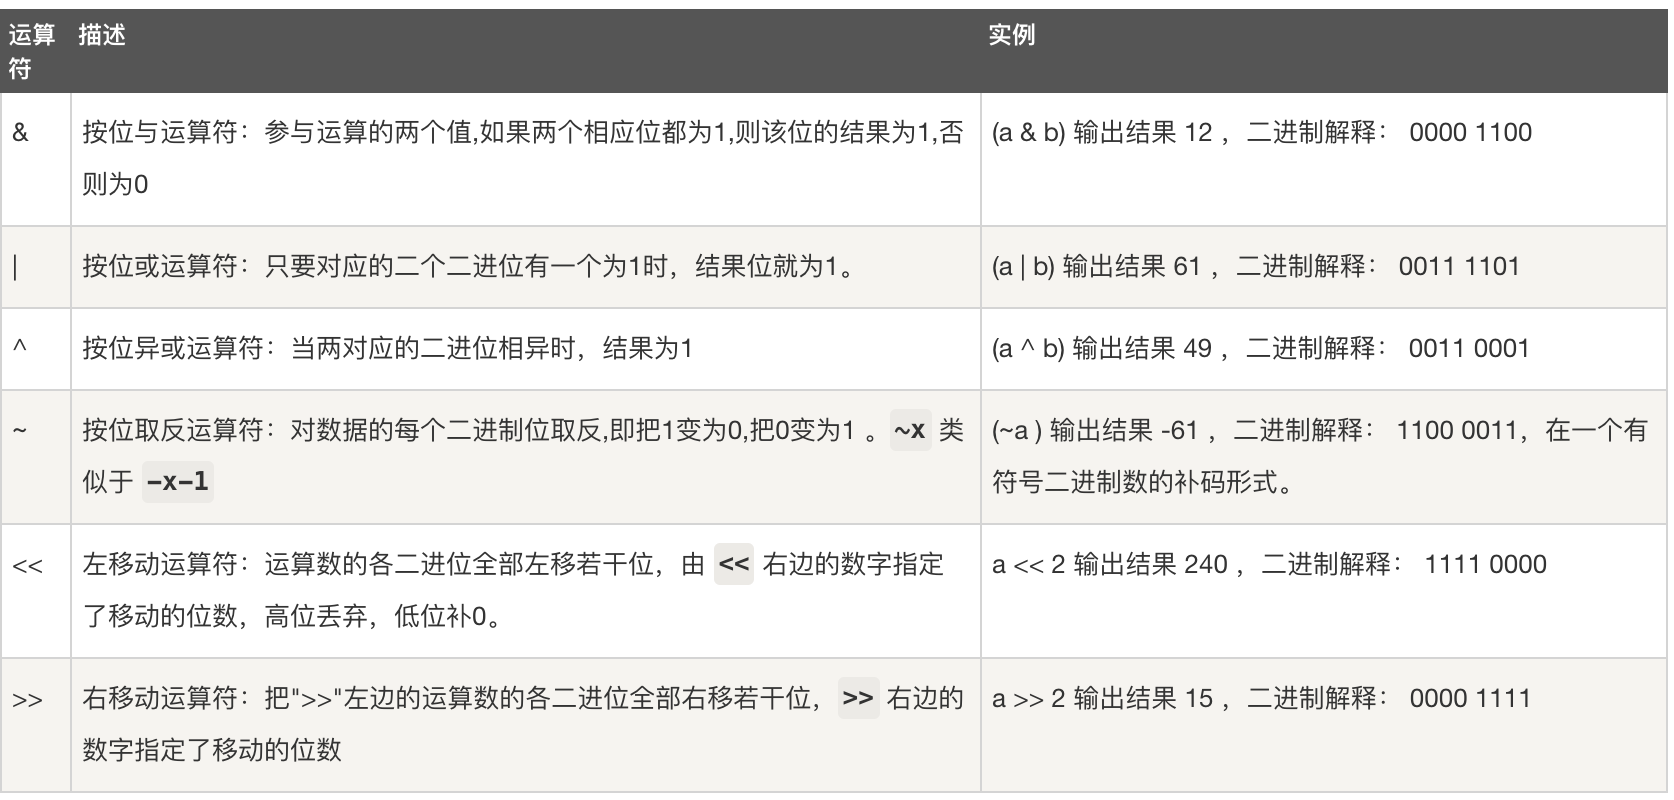 运算 描述 实例
符
& 按位与运算符：参与运算的两个值,如果两个相应位都为1,则该位的结果为1,否 (a & b) 输出结果 12 ，二进制解释： 0000 1100
则为0
| 按位或运算符：只要对应的二个二进位有一个为1时，结果位就为1。 (a | b) 输出结果 61 ，二进制解释： 0011 1101
^ 按位异或运算符：当两对应的二进位相异时，结果为1 (a ^ b) 输出结果 49 ，二进制解释： 0011 0001
~ 按位取反运算符：对数据的每个二进制位取反,即把1变为0,把0变为1 。~x 类 (~a ) 输出结果 -61 ，二进制解释： 1100 0011，在一个有
似于 -x-1 符号二进制数的补码形式。
<< 左移动运算符：运算数的各二进位全部左移若干位，由 << 右边的数字指定 a << 2 输出结果 240 ，二进制解释： 1111 0000
了移动的位数，高位丢弃，低位补0。
>> 右移动运算符：把">>"左边的运算数的各二进位全部右移若干位，>> 右边的 a >> 2 输出结果 15 ，二进制解释： 0000 1111
数字指定了移动的位数